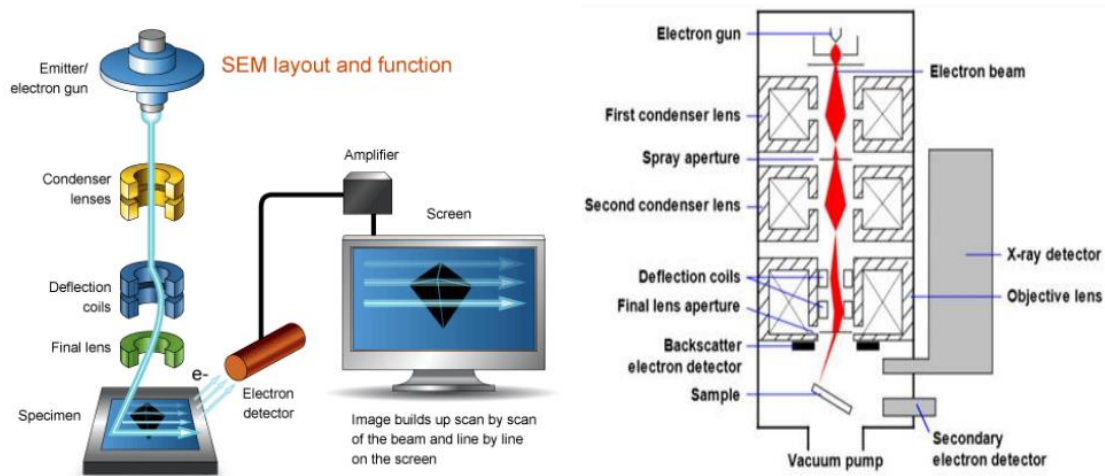 SEM layout and function
Emitter/
electron gun
Condenser
lenses
Deflection
coils
Final lens
Specimen
e-
Electron
detector
Amplifier
Screen
Image builds up scan by scan
of the beam and line by line
on the screen
Electron gun
Electron beam
First condenser lens
Spray aperture
Second condenser lens
X-ray detector
Deflection coils
Final lens aperture
Objective lens
Backscatter
electron detector
Sample
Secondary
electron detector
Vacuum pump